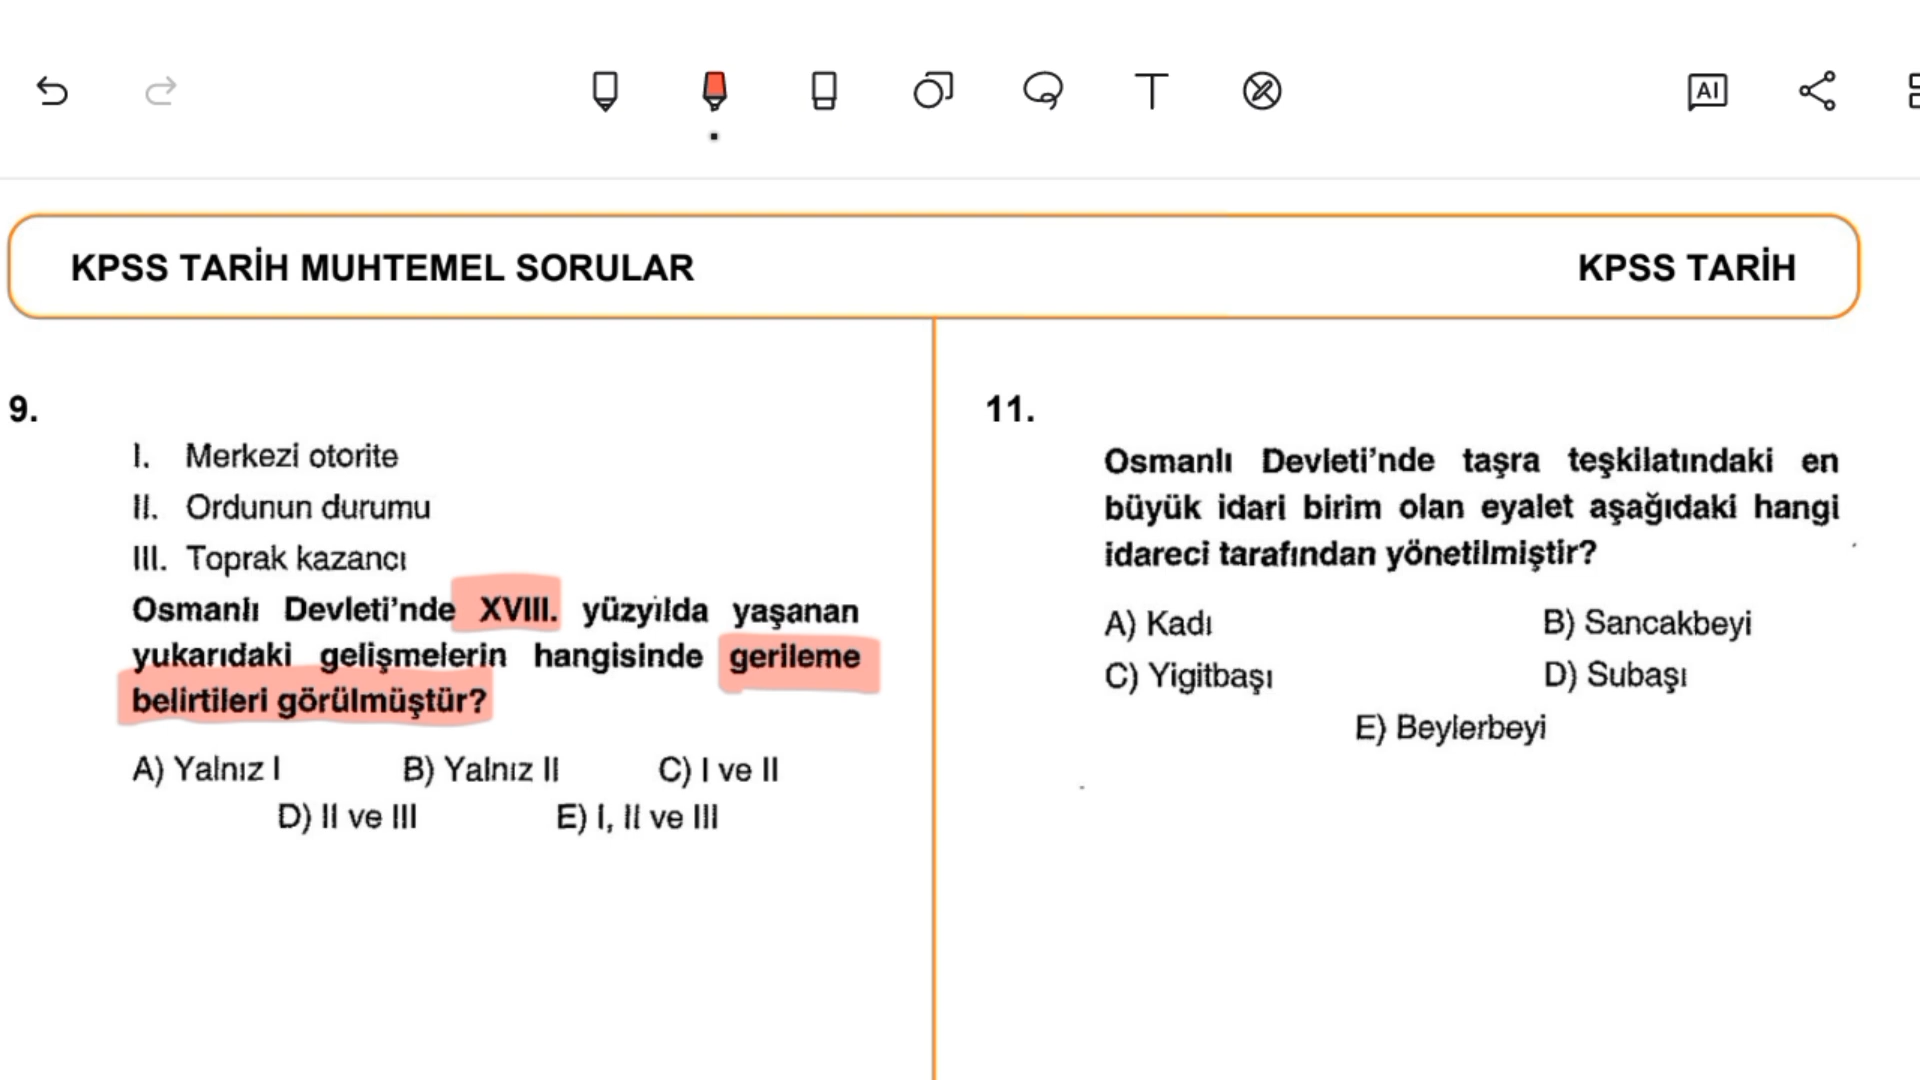 AI
KPSS TARİH MUHTEMEL SORULAR
KPSS TARİH
9.
I. Merkezi otorite
II. Ordunun durumu
III. Toprak kazancı
Osmanlı Devleti'nde XVIII. yüzyılda yaşanan
yukarıdaki gelişmelerin hangisinde gerileme
belirtileri görülmüştür?
A) Yalnız I B) Yalnız II C) I ve II
D) II ve III E) I, II ve III
11.
Osmanlı Devleti'nde taşra teşkilatındaki en
büyük idari birim olan eyalet aşağıdaki hangi
idareci tarafından yönetilmiştir?
A) Kadı B) Sancakbeyi
C) Yigitbaşı D) Subaşı
E) Beylerbeyi